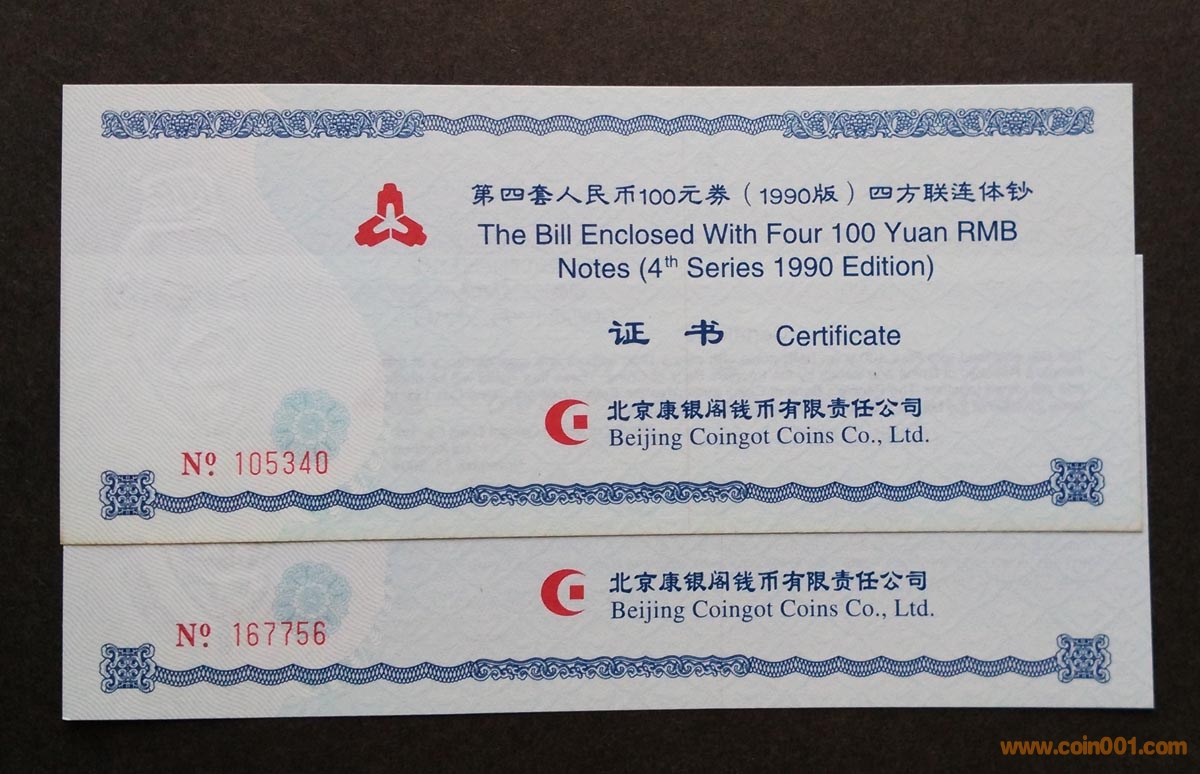 第四套人民币100元券（1990版）四方联连体钞
The Bill Enclosed With Four 100 Yuan RMB
Notes (4th Series 1990 Edition)
证 书 Certificate
北京康银阁钱币有限责任公司
Beijing Coingot Coins Co., Ltd.
Nº 105340
北京康银阁钱币有限责任公司
Beijing Coingot Coins Co., Ltd.
Nº 167756
www.coin001.com